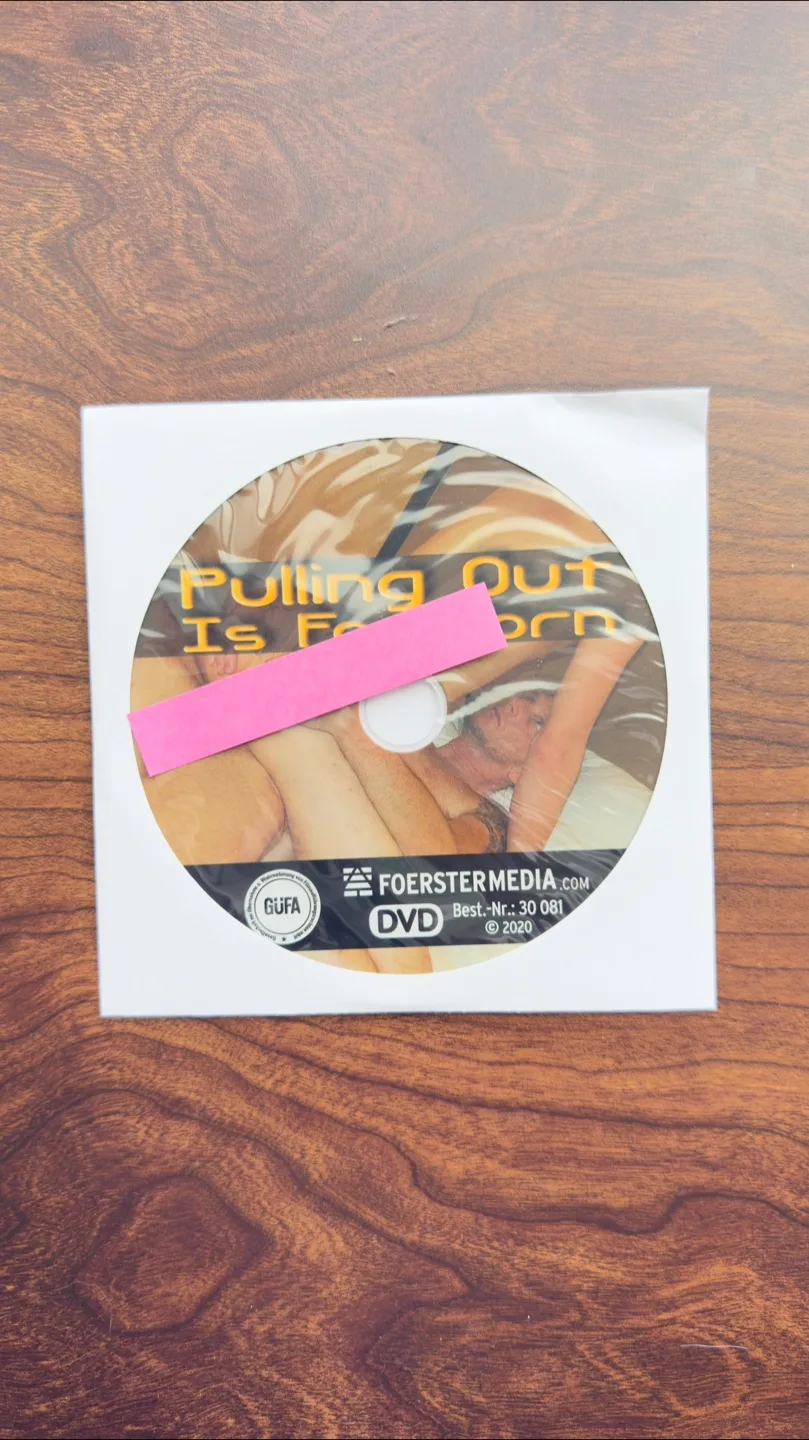 Pulling Out
Is
FOERSTERMEDIA.COM
GÜFA
DVD
Best.-Nr.: 30 081
© 2020